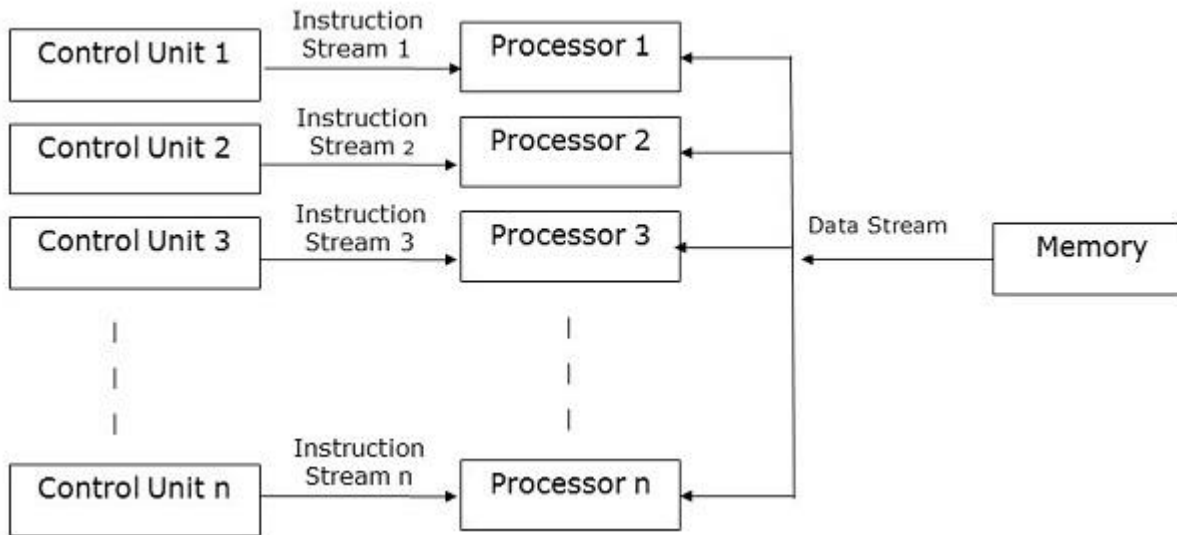 Control Unit 1
Instruction
Stream 1
Processor 1
Control Unit 2
Instruction
Stream 2
Processor 2
Control Unit 3
Instruction
Stream 3
Processor 3
Data Stream
Memory
Control Unit n
Instruction
Stream n
Processor n